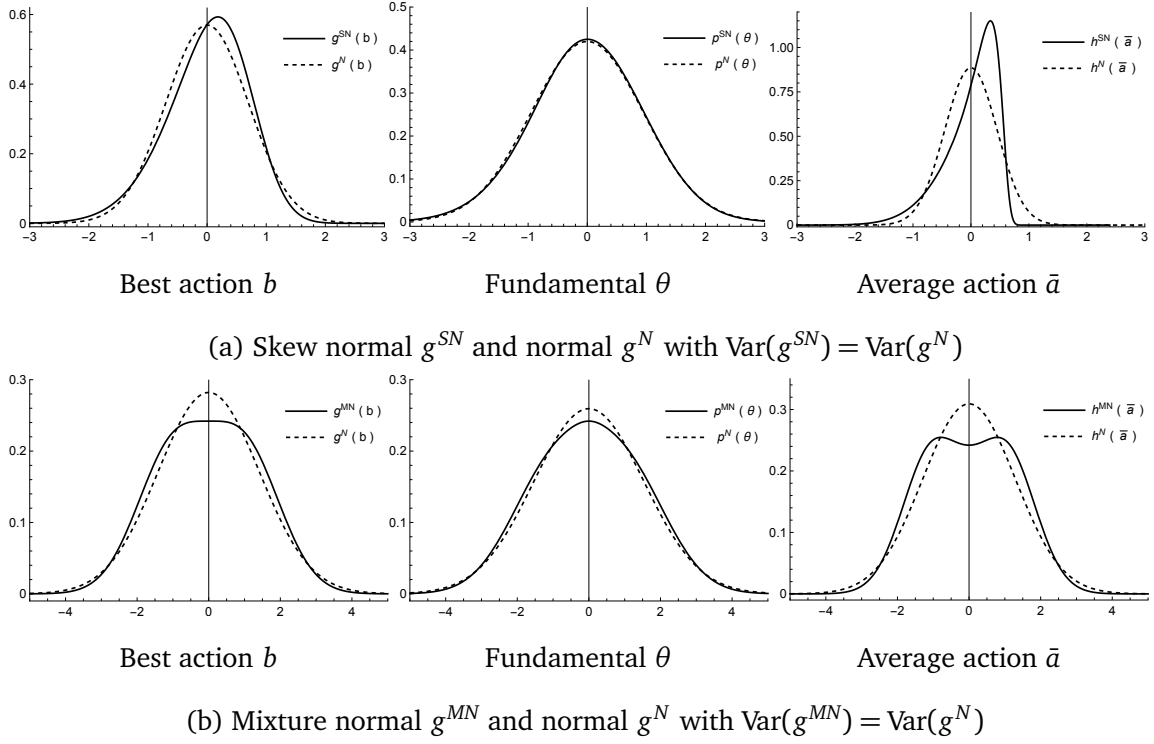 0.6
0.4
0.2
0
-3 -2 -1 0 1 2 3
g^SN ( b )
g^N ( b )
0.5
0.4
0.3
0.2
0.1
0
-3 -2 -1 0 1 2 3
p^SN ( θ )
p^N ( θ )
1.00
0.75
0.50
0.25
0
-3 -2 -1 0 1 2 3
h^SN ( ā )
h^N ( ā )
Best action b
Fundamental θ
Average action ā
(a) Skew normal g^SN and normal g^N with Var(g^SN) = Var(g^N)
0.3
0.2
0.1
0
-4 -2 0 2 4
g^MN ( b )
g^N ( b )
0.3
0.2
0.1
0
-4 -2 0 2 4
p^MN ( θ )
p^N ( θ )
0.3
0.2
0.1
0
-4 -2 0 2 4
h^MN ( ā )
h^N ( ā )
Best action b
Fundamental θ
Average action ā
(b) Mixture normal g^MN and normal g^N with Var(g^MN) = Var(g^N)